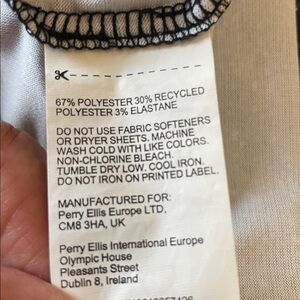 67% POLYESTER 30% RECYCLED
POLYESTER 3% ELASTANE
DO NOT USE FABRIC SOFTENERS
OR DRYER SHEETS. MACHINE
WASH COLD WITH LIKE COLORS.
NON-CHLORINE BLEACH.
TUMBLE DRY LOW. COOL IRON.
DO NOT IRON ON PRINTED LABEL.
MANUFACTURED FOR:
Perry Ellis Europe LTD,
CM8 3HA, UK
Perry Ellis International Europe
Olympic House
Pleasants Street
Dublin 8, Ireland